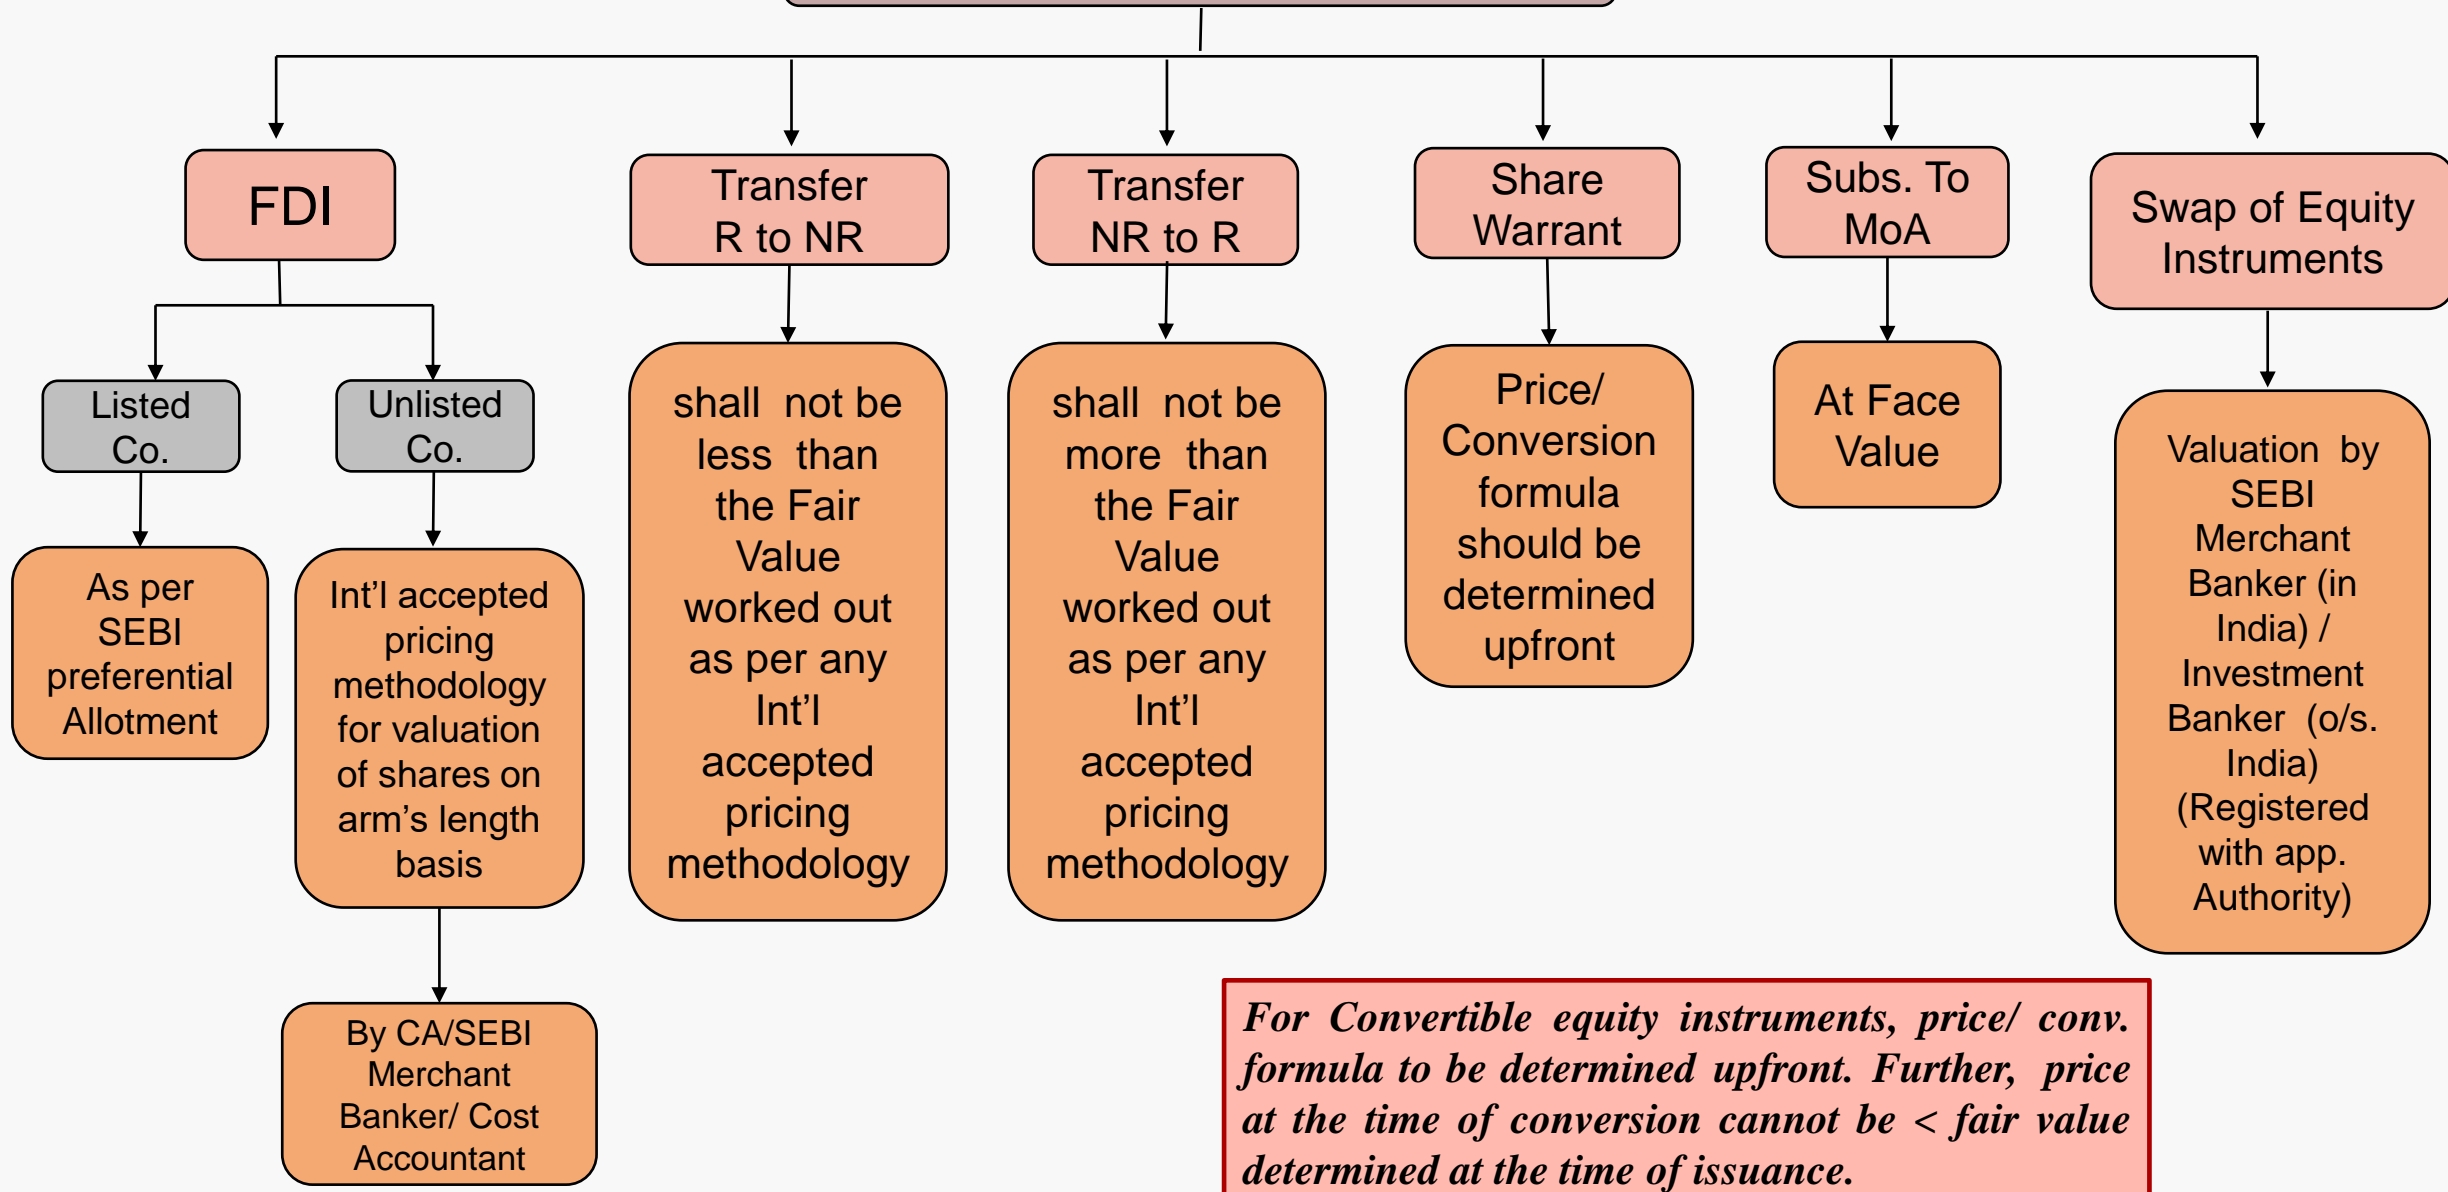 FDI
Transfer
R to NR
Transfer
NR to R
Share
Warrant
Subs. To
MoA
Swap of Equity
Instruments
Listed
Co.
Unlisted
Co.
As per
SEBI
preferential
Allotment
Int’l accepted
pricing
methodology
for valuation
of shares on
arm’s length
basis
By CA/SEBI
Merchant
Banker/ Cost
Accountant
shall not be
less than
the Fair
Value
worked out
as per any
Int’l
accepted
pricing
methodology
shall not be
more than
the Fair
Value
worked out
as per any
Int’l
accepted
pricing
methodology
Price/
Conversion
formula
should be
determined
upfront
At Face
Value
Valuation by
SEBI
Merchant
Banker (in
India) /
Investment
Banker (o/s.
India)
(Registered
with app.
Authority)
For Convertible equity instruments, price/ conv.
formula to be determined upfront. Further, price
at the time of conversion cannot be < fair value
determined at the time of issuance.